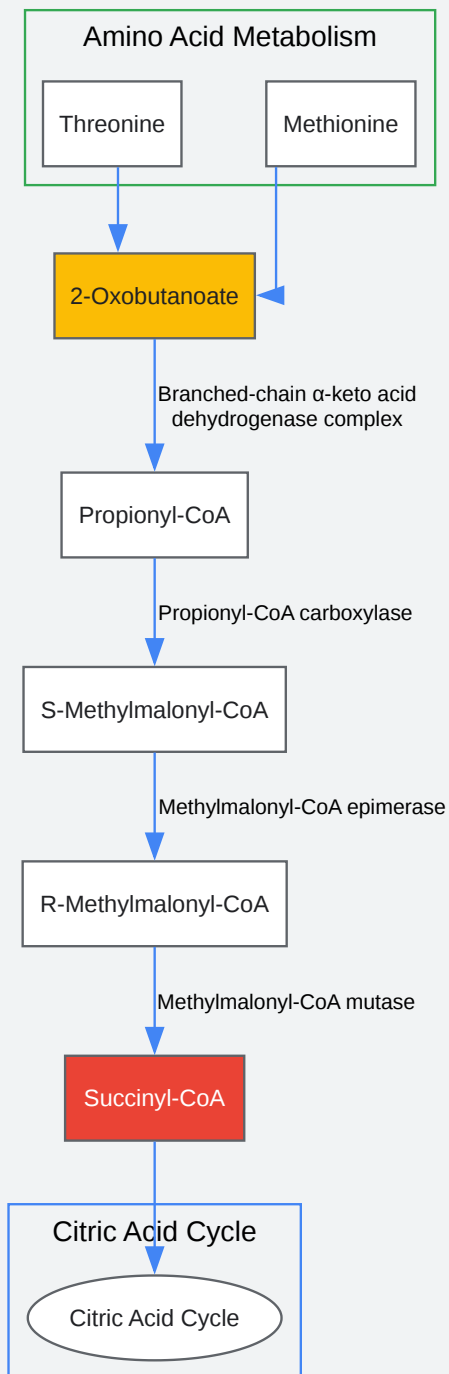 Amino Acid Metabolism
Threonine
Methionine
2-Oxobutanoate
Branched-chain α-keto acid
dehydrogenase complex
Propionyl-CoA
Propionyl-CoA carboxylase
S-Methylmalonyl-CoA
Methylmalonyl-CoA epimerase
R-Methylmalonyl-CoA
Methylmalonyl-CoA mutase
Succinyl-CoA
Citric Acid Cycle
Citric Acid Cycle